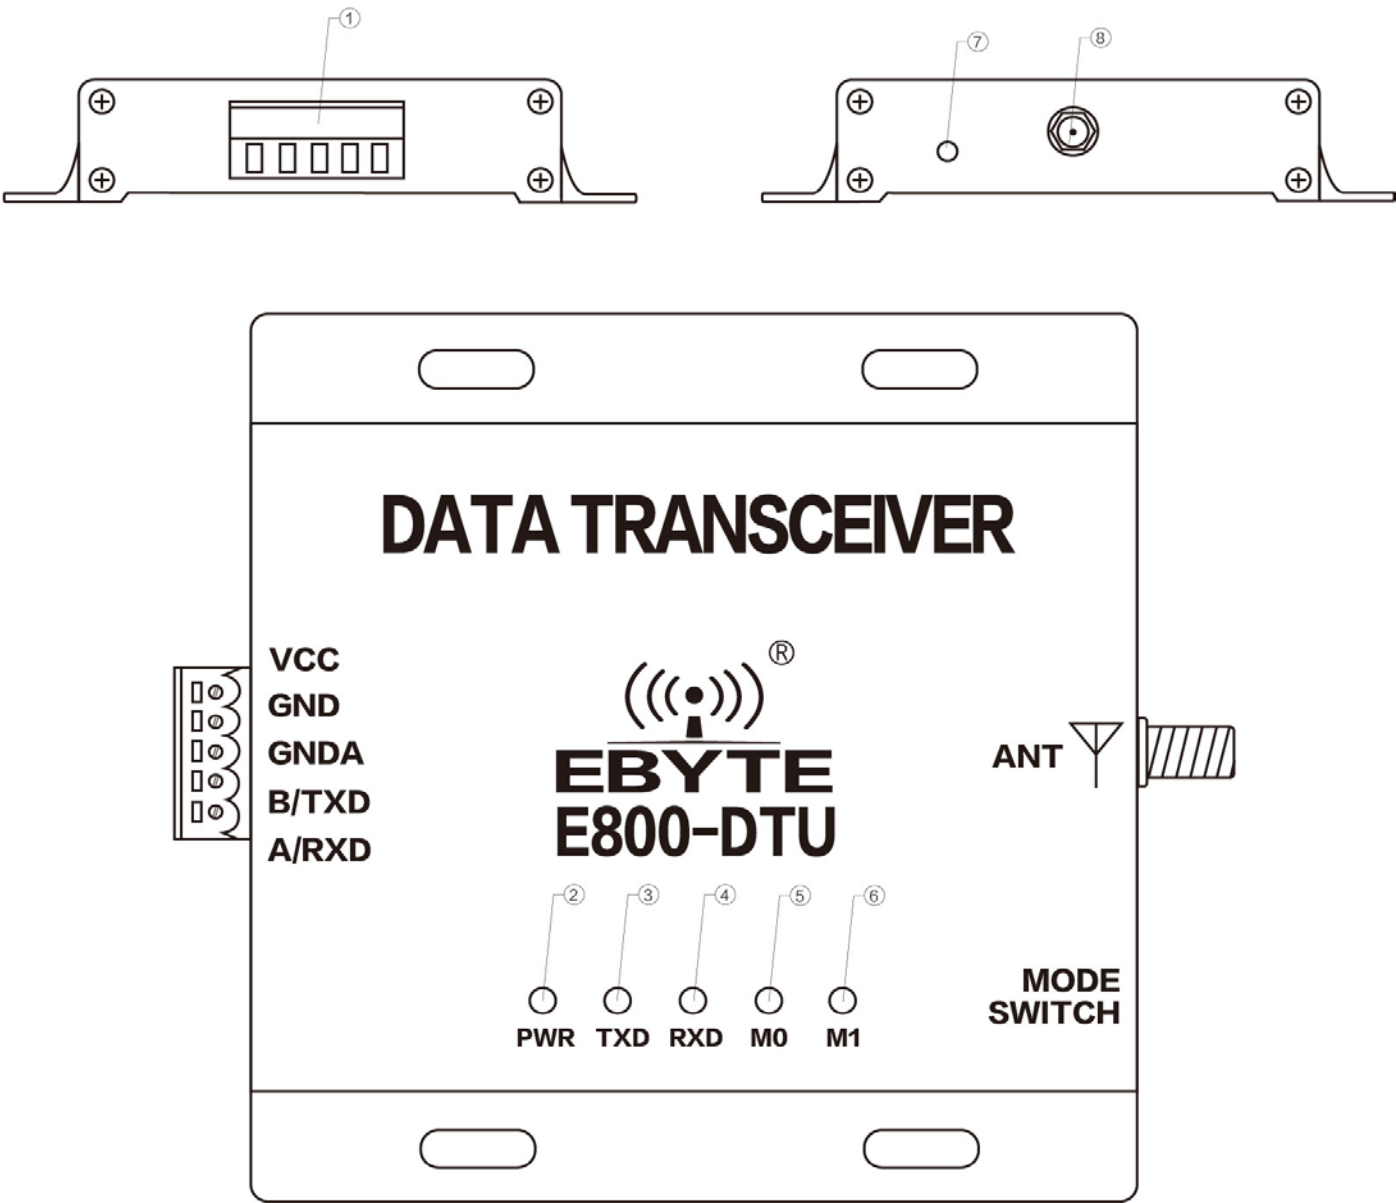 ①
⑦
⑧
DATA TRANSCEIVER
VCC
GND
GNDA
B/TXD
A/RXD
®
EBYTE
E800-DTU
ANT
② ③ ④ ⑤ ⑥
PWR TXD RXD M0 M1
MODE
SWITCH